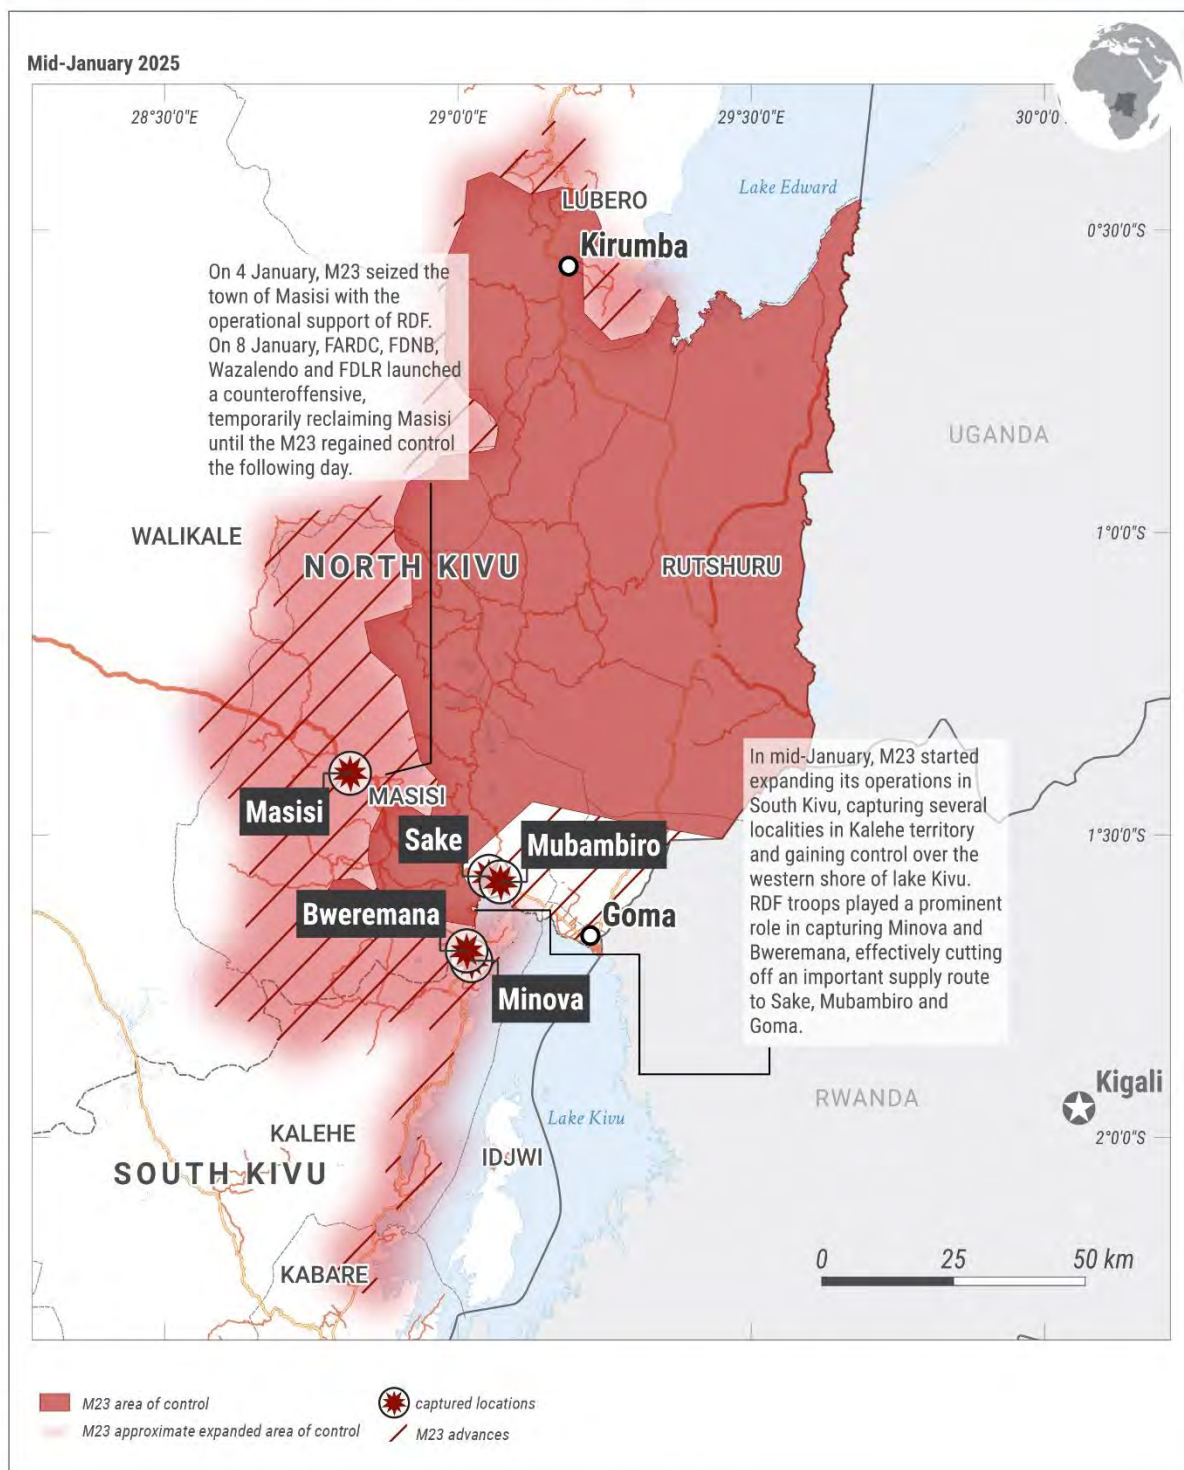 Mid-January 2025
28°30'0"E
29°0'0"E
29°30'0"E
30°0'0
Lake Edward
LUBERO
Kirumba
0°30'0"S
On 4 January, M23 seized the
town of Masisi with the
operational support of RDF.
On 8 January, FARDC, FDNB,
Wazalendo and FDLR launched
a counteroffensive,
temporarily reclaiming Masisi
until the M23 regained control
the following day.
UGANDA
WALIKALE
1°0'0"S
NORTH KIVU
RUTSHURU
In mid-January, M23 started
expanding its operations in
South Kivu, capturing several
localities in Kalehe territory
and gaining control over the
western shore of lake Kivu.
RDF troops played a prominent
role in capturing Minova and
Bweremana, effectively cutting
off an important supply route
to Sake, Mubambiro and
Goma.
MASISI
Masisi
Sake
Mubambiro
1°30'0"S
Bweremana
Goma
Minova
Kigali
RWANDA
Lake Kivu
KALEHE
2°0'0"S
IDJWI
SOUTH KIVU
KABARE
0 25 50 km
M23 area of control
captured locations
M23 approximate expanded area of control
M23 advances